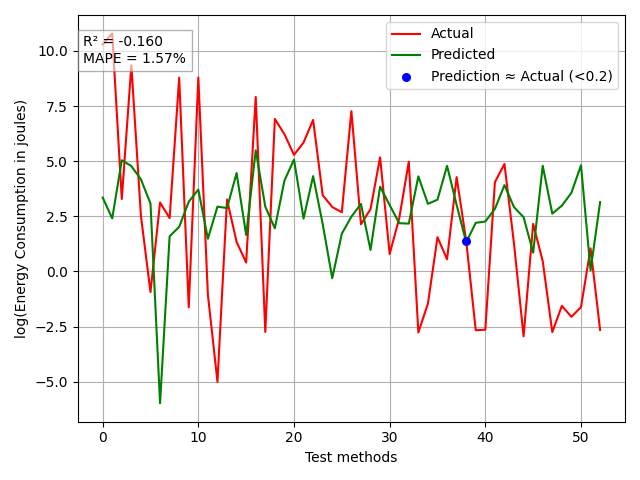 R² = -0.160
MAPE = 1.57%
Actual
Predicted
Prediction ≈ Actual (<0.2)
log(Energy Consumption in joules)
10.0
7.5
5.0
2.5
0.0
−2.5
−5.0
0 10 20 30 40 50
Test methods